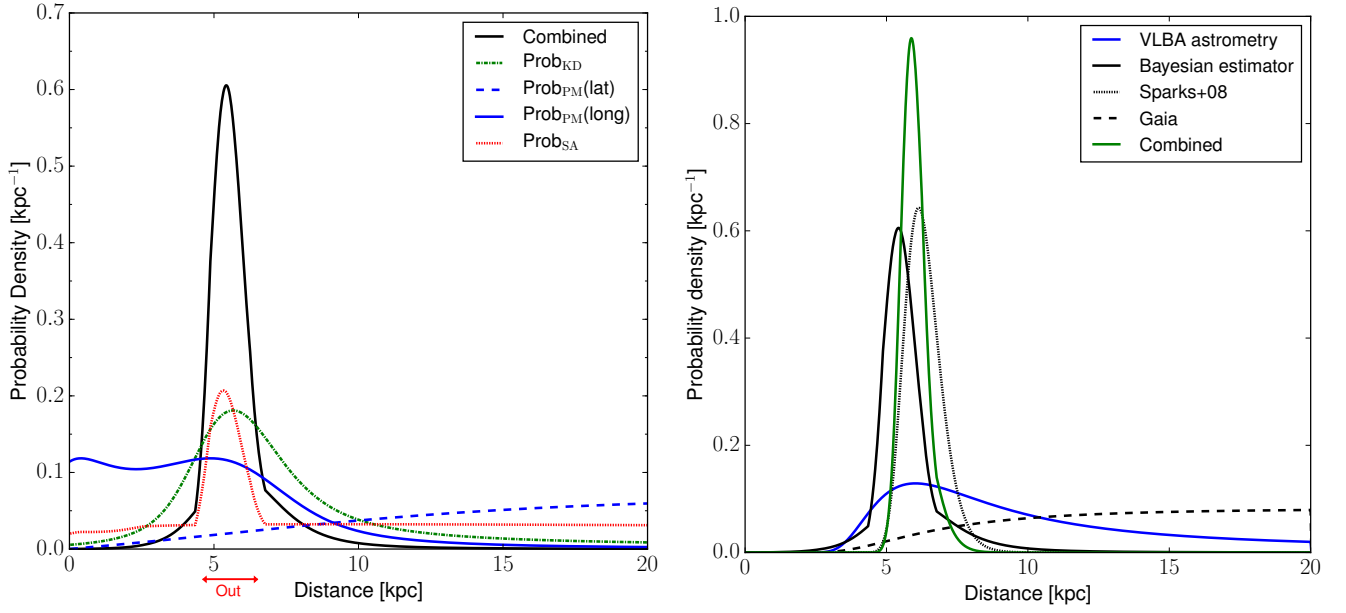 0.7
0.6
0.5
0.4
0.3
0.2
0.1
0.0
Probability Density [kpc⁻¹]
Combined
Prob_KD
Prob_PM(lat)
Prob_PM(long)
Prob_SA
0 5 10 15 20
Out
Distance [kpc]
1.0
0.8
0.6
0.4
0.2
0.0
Probability density [kpc⁻¹]
VLBA astrometry
Bayesian estimator
Sparks+08
Gaia
Combined
0 5 10 15 20
Distance [kpc]